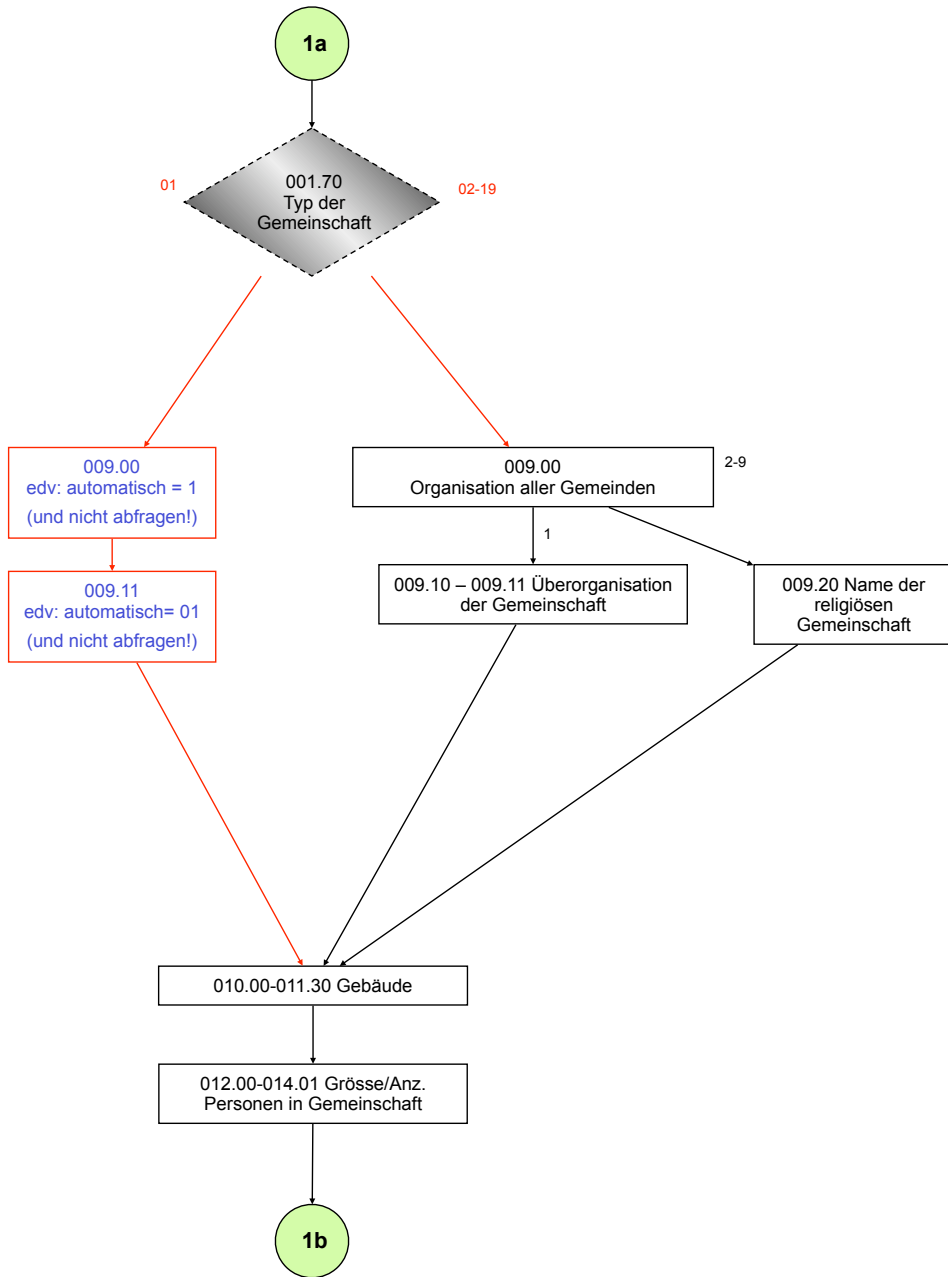 1a
01
001.70
Typ der
Gemeinschaft
02-19
009.00
edv: automatisch = 1
(und nicht abfragen!)
009.00
Organisation aller Gemeinden
2-9
1
009.11
edv: automatisch= 01
(und nicht abfragen!)
009.10 – 009.11 Überorganisation
der Gemeinschaft
009.20 Name der
religiösen
Gemeinschaft
010.00-011.30 Gebäude
012.00-014.01 Grösse/Anz.
Personen in Gemeinschaft
1b